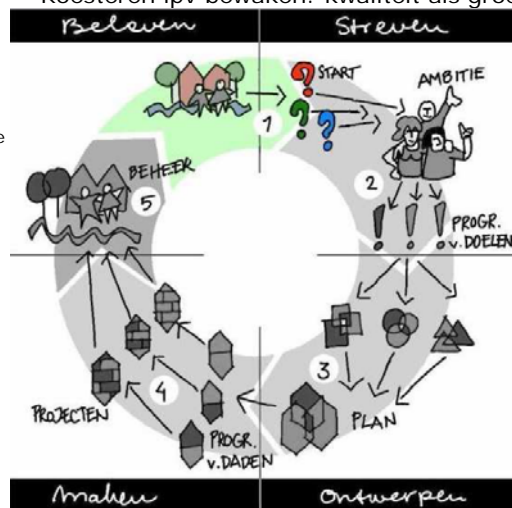 Koesteren ipv bewaken: kwaliteit als groe
Beleven
Streven
START
AMBITIE
1
2
BEHEER
5
PROGR.
v. DOELEN
e
3
4
PROJECTEN
PLAN
PROGR.
v. DADEN
Maken
Ontwerpen